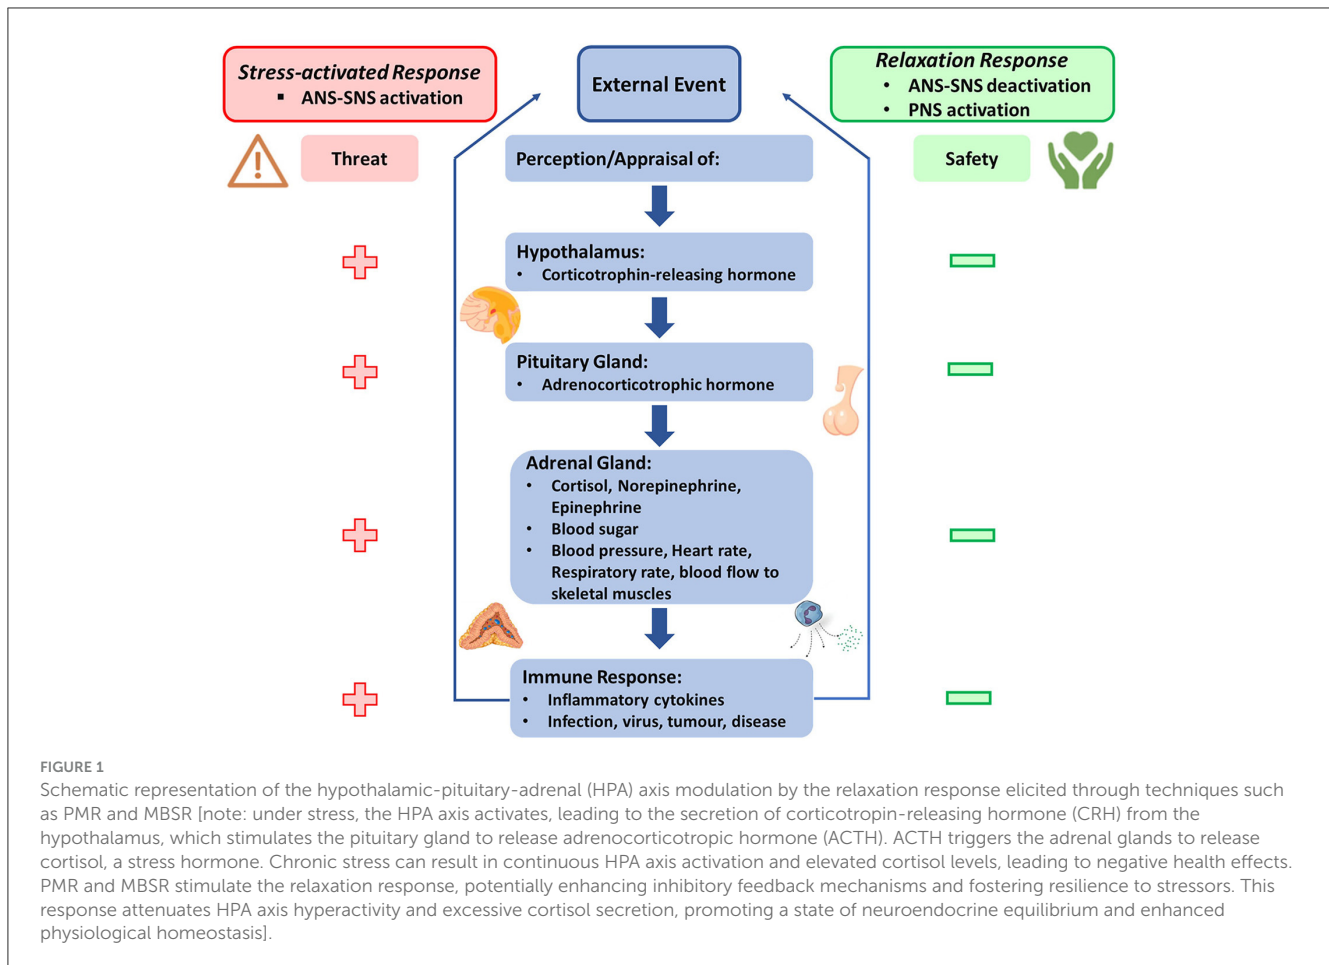 Stress-activated Response
▪ ANS-SNS activation
External Event
Relaxation Response
• ANS-SNS deactivation
• PNS activation
Threat
Perception/Appraisal of:
Safety
Hypothalamus:
• Corticotrophin-releasing hormone
Pituitary Gland:
• Adrenocorticotrophic hormone
Adrenal Gland:
• Cortisol, Norepinephrine,
Epinephrine
• Blood sugar
• Blood pressure, Heart rate,
Respiratory rate, blood flow to
skeletal muscles
Immune Response:
• Inflammatory cytokines
• Infection, virus, tumour, disease
FIGURE 1
Schematic representation of the hypothalamic-pituitary-adrenal (HPA) axis modulation by the relaxation response elicited through techniques such
as PMR and MBSR [note: under stress, the HPA axis activates, leading to the secretion of corticotropin-releasing hormone (CRH) from the
hypothalamus, which stimulates the pituitary gland to release adrenocorticotropic hormone (ACTH). ACTH triggers the adrenal glands to release
cortisol, a stress hormone. Chronic stress can result in continuous HPA axis activation and elevated cortisol levels, leading to negative health effects.
PMR and MBSR stimulate the relaxation response, potentially enhancing inhibitory feedback mechanisms and fostering resilience to stressors. This
response attenuates HPA axis hyperactivity and excessive cortisol secretion, promoting a state of neuroendocrine equilibrium and enhanced
physiological homeostasis].